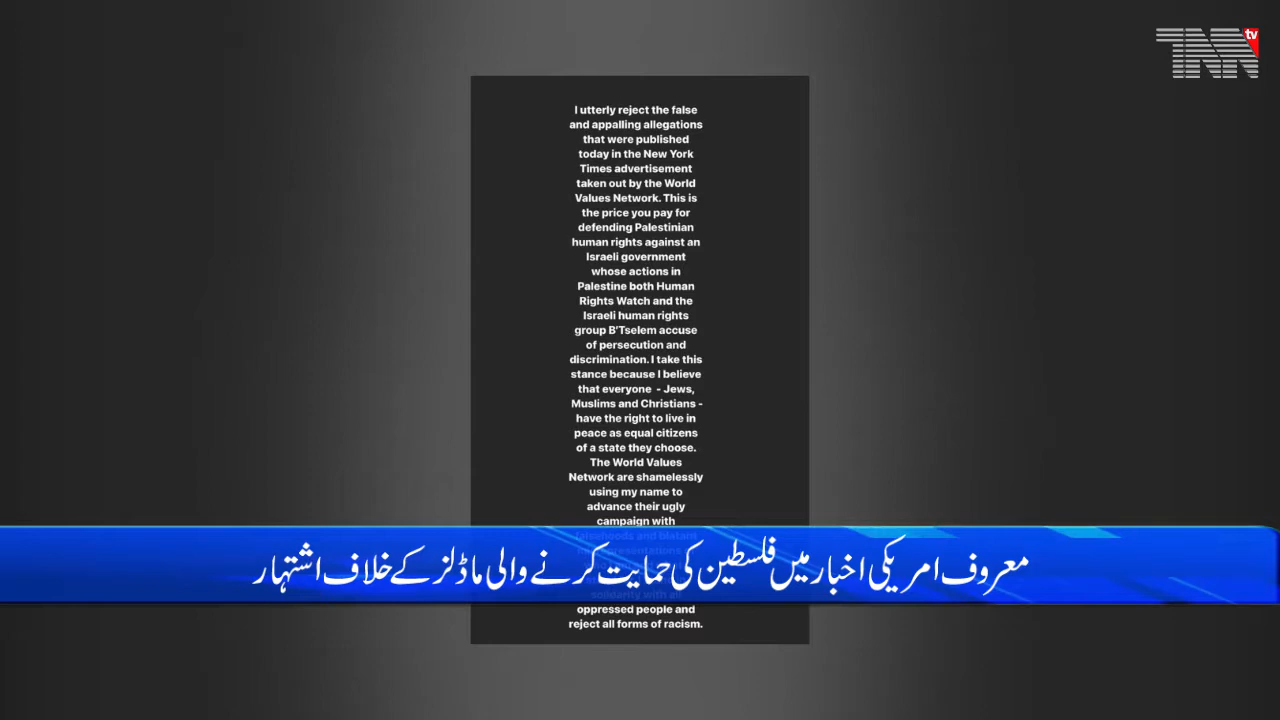 TNN tv
I utterly reject the false
and appalling allegations
that were published
today in the New York
Times advertisement
taken out by the World
Values Network. This is
the price you pay for
defending Palestinian
human rights against an
Israeli government
whose actions in
Palestine both Human
Rights Watch and the
Israeli human rights
group B'Tselem accuse
of persecution and
discrimination. I take this
stance because I believe
that everyone - Jews,
Muslims and Christians -
have the right to live in
peace as equal citizens
of a state they choose.
The World Values
Network are shamelessly
using my name to
advance their ugly
campaign with
falsehoods and blatant
solidarity with all
oppressed people and
reject all forms of racism.
معروف امریکی اخبار میں فلسطین کی حمایت کرنے والی ماڈلز کے خلاف اشتہار